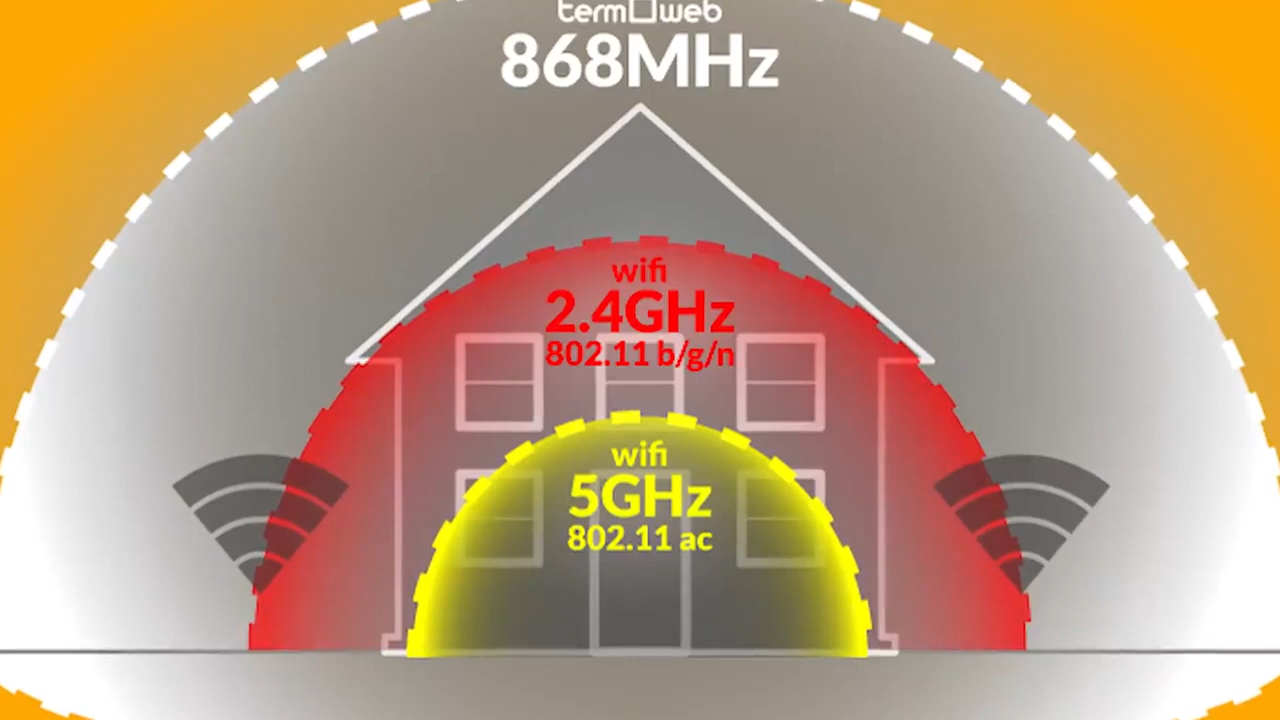 term web
868MHz
wifi
2.4GHz
802.11 b/g/n
wifi
5GHz
802.11 ac